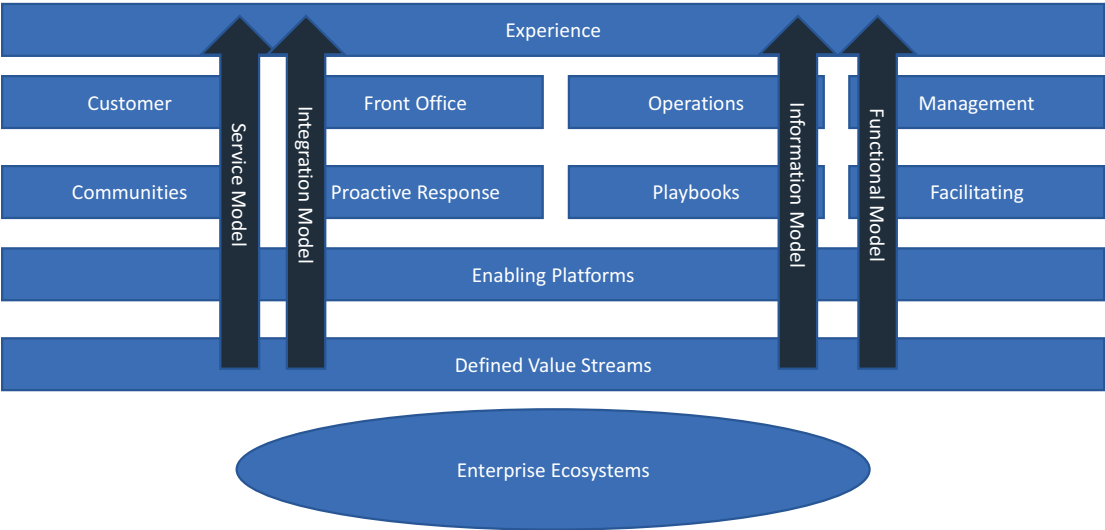 Experience
Customer
Front Office
Operations
Management
Service Model
Integration Model
Information Model
Functional Model
Communities
Proactive Response
Playbooks
Facilitating
Enabling Platforms
Defined Value Streams
Enterprise Ecosystems